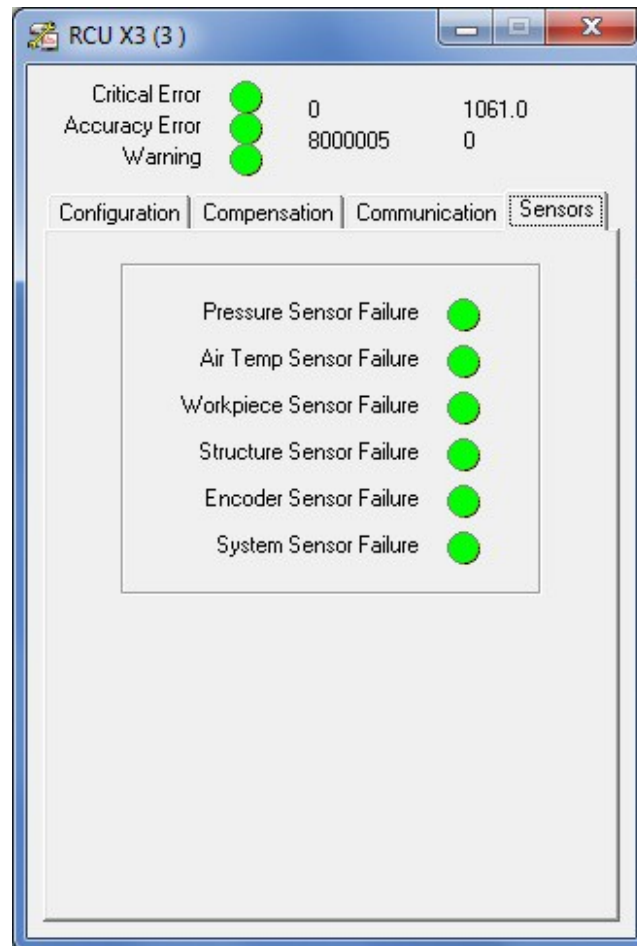 RCU X3 (3 )
Critical Error 0 1061.0
Accuracy Error 8000005 0
Warning
Configuration Compensation Communication Sensors
Pressure Sensor Failure
Air Temp Sensor Failure
Workpiece Sensor Failure
Structure Sensor Failure
Encoder Sensor Failure
System Sensor Failure